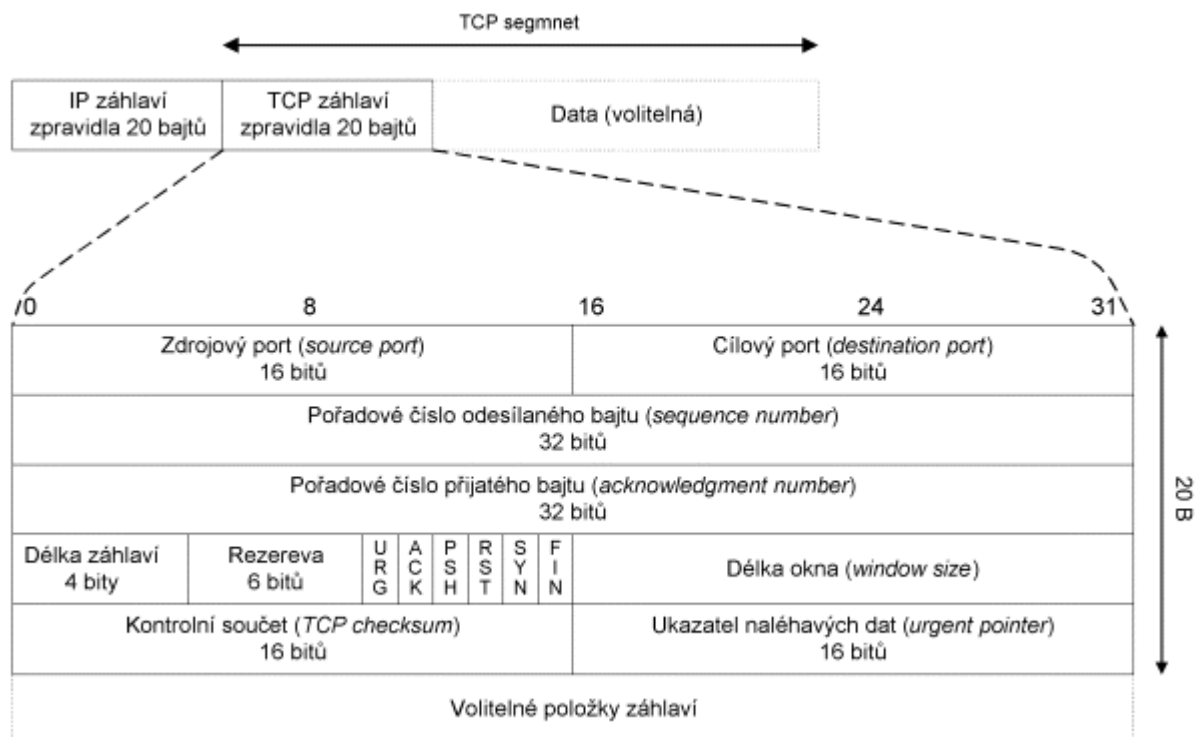 TCP segmnet
IP záhlaví
zpravidla 20 bajtů
TCP záhlaví
zpravidla 20 bajtů
Data (volitelná)
0 8 16 24 31
Zdrojový port (source port)
16 bitů
Cílový port (destination port)
16 bitů
Pořadové číslo odesílaného bajtu (sequence number)
32 bitů
Pořadové číslo přijatého bajtu (acknowledgment number)
32 bitů
20 B
Délka záhlaví
4 bity
Rezereva
6 bitů
URG
ACK
PSH
RST
SYN
FIN
Délka okna (window size)
Kontrolní součet (TCP checksum)
16 bitů
Ukazatel naléhavých dat (urgent pointer)
16 bitů
Volitelné položky záhlaví